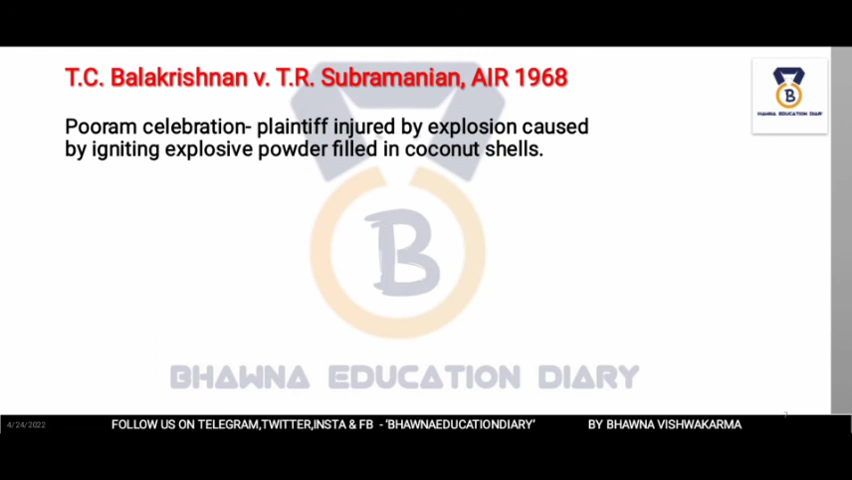 T.C. Balakrishnan v. T.R. Subramanian, AIR 1968
B
BHAWNA EDUCATION DIARY
Pooram celebration- plaintiff injured by explosion caused
by igniting explosive powder filled in coconut shells.
B
BHAWNA EDUCATION DIARY
4/24/2022
FOLLOW US ON TELEGRAM,TWITTER,INSTA & FB - ‘BHAWNAEDUCATIONDIARY’
BY BHAWNA VISHWAKARMA